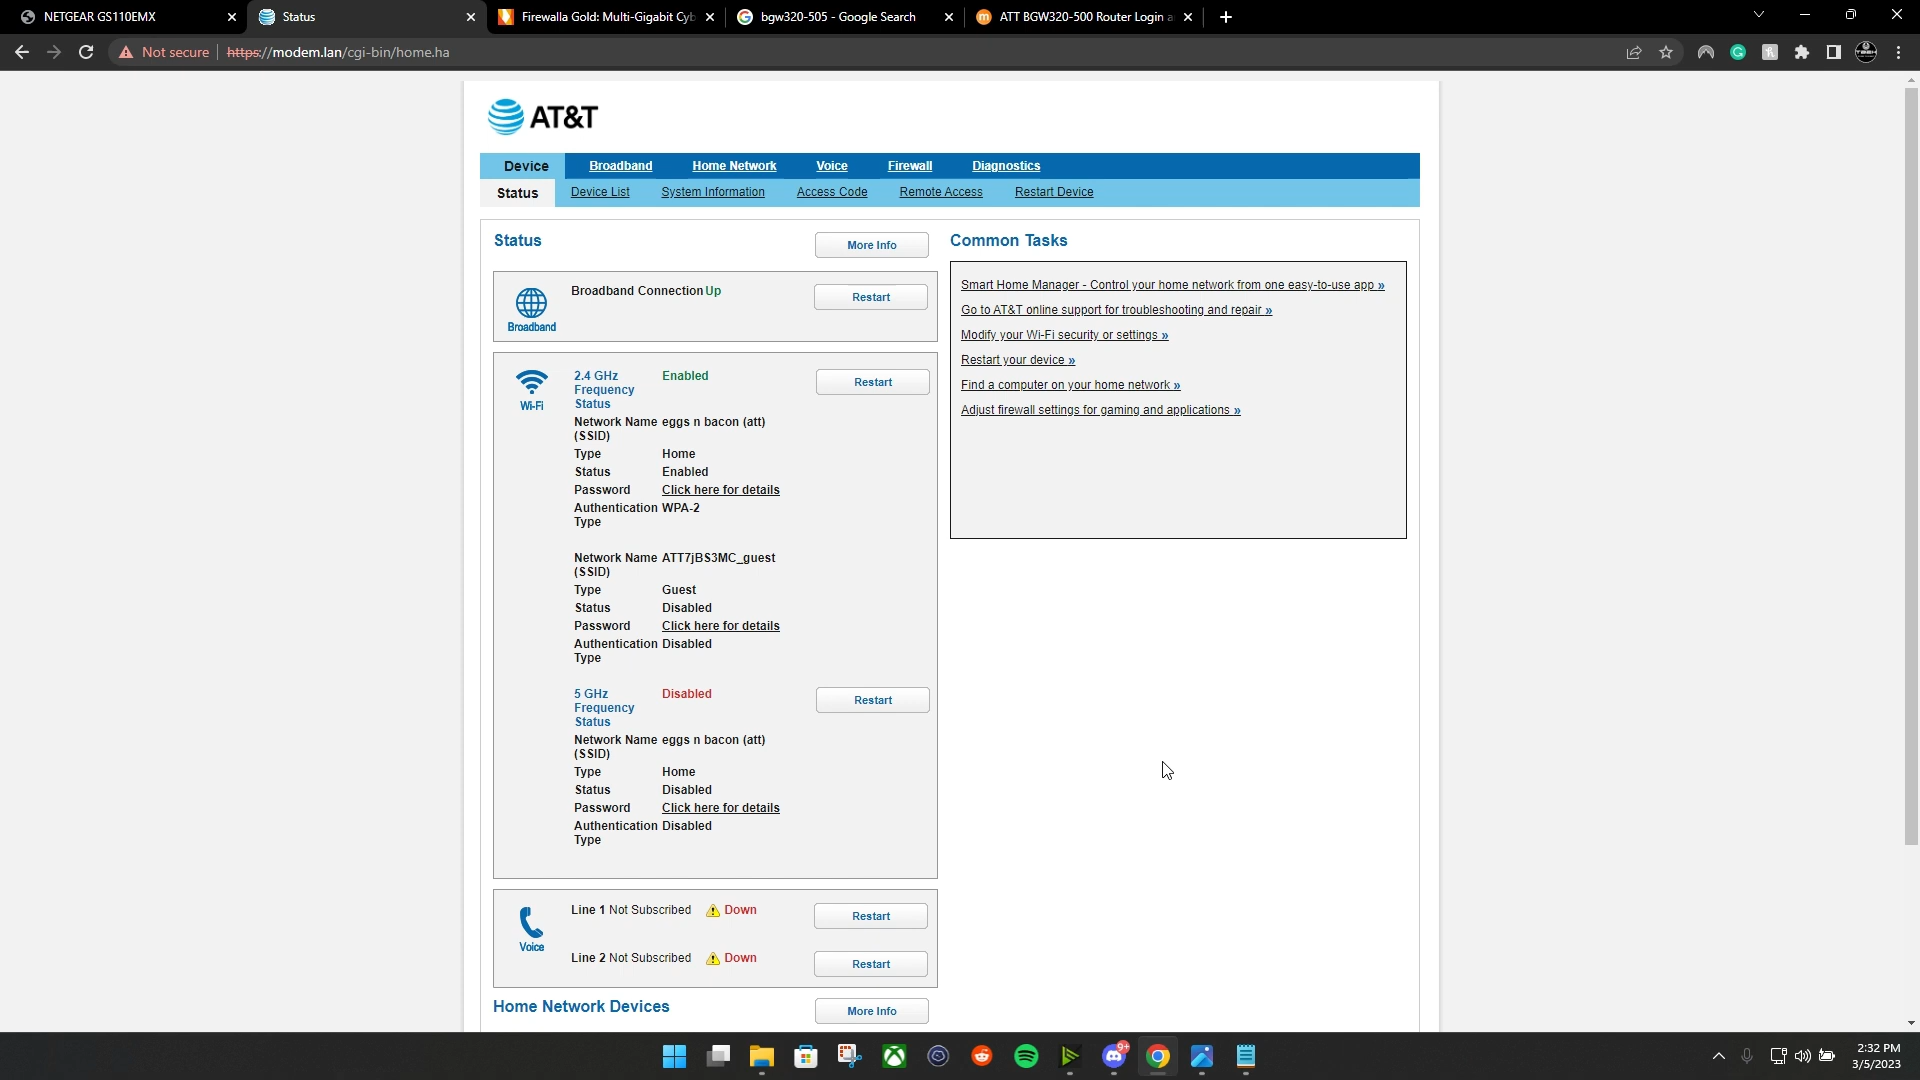 NETGEAR GS110EMX
Status
Firewalla Gold: Multi-Gigabit Cyb
bgw320-505 - Google Search
ATT BGW320-500 Router Login a
Not secure
https://modem.lan/cgi-bin/home.ha
AT&T
Device
Broadband
Home Network
Voice
Firewall
Diagnostics
Status
Device List
System Information
Access Code
Remote Access
Restart Device
Status
More Info
Broadband
Broadband Connection Up
Restart
Wi-Fi
2.4 GHz
Frequency
Status
Enabled
Restart
Network Name eggs n bacon (att)
(SSID)
Type Home
Status Enabled
Password Click here for details
Authentication WPA-2
Type
Network Name ATT7jBS3MC_guest
(SSID)
Type Guest
Status Disabled
Password Click here for details
Authentication Disabled
Type
5 GHz
Frequency
Status
Disabled
Restart
Network Name eggs n bacon (att)
(SSID)
Type Home
Status Disabled
Password Click here for details
Authentication Disabled
Type
Voice
Line 1 Not Subscribed Down
Restart
Line 2 Not Subscribed Down
Restart
Home Network Devices
More Info
Common Tasks
Smart Home Manager - Control your home network from one easy-to-use app »
Go to AT&T online support for troubleshooting and repair »
Modify your Wi-Fi security or settings »
Restart your device »
Find a computer on your home network »
Adjust firewall settings for gaming and applications »
9+
2:32 PM
3/5/2023